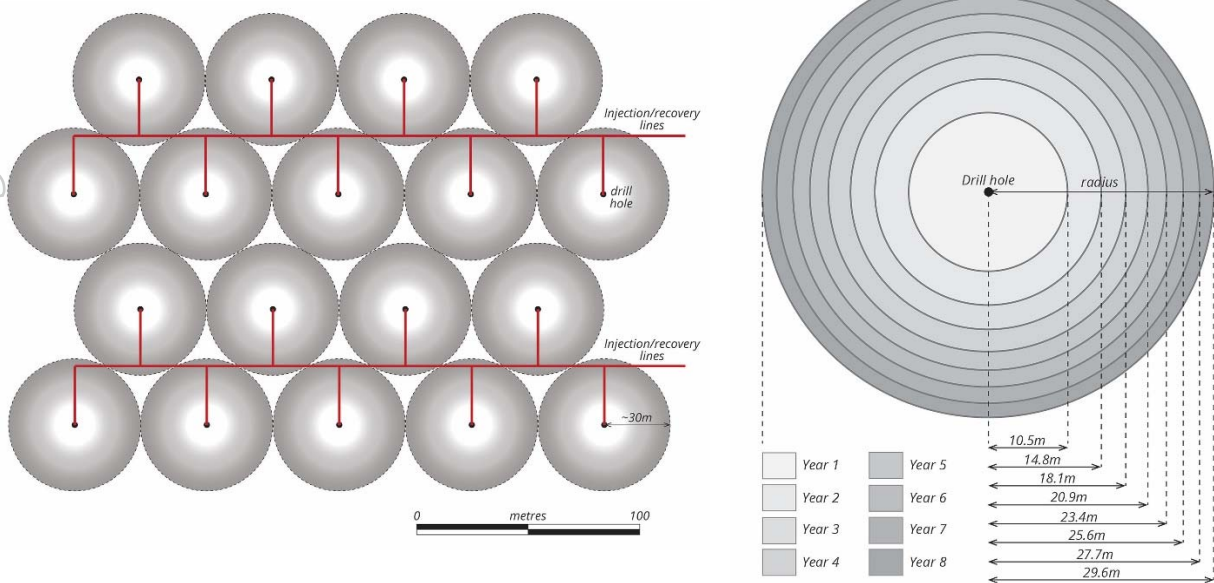 Injection/recovery
lines
drill
hole
Injection/recovery
lines
~30m
0 metres 100
Drill hole
radius
10.5m
14.8m
18.1m
20.9m
23.4m
25.6m
27.7m
29.6m
Year 1
Year 5
Year 2
Year 6
Year 3
Year 7
Year 4
Year 8